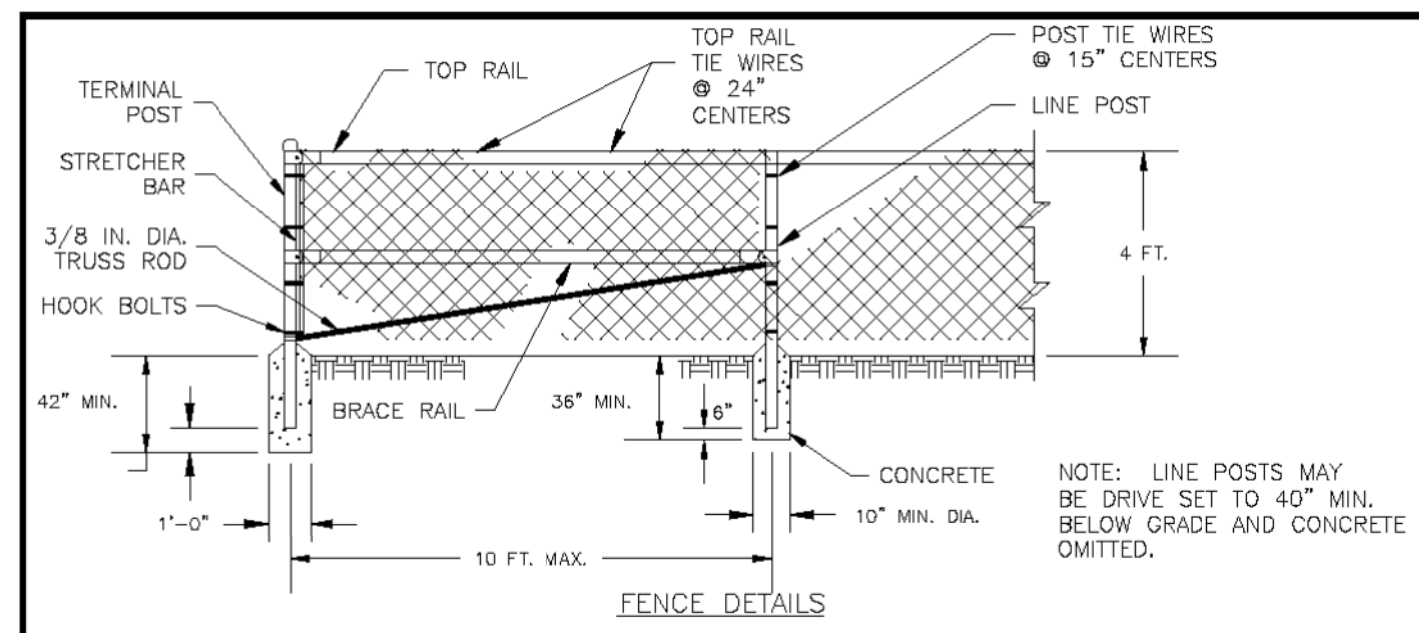 TOP RAIL
TIE WIRES
@ 24"
CENTERS
POST TIE WIRES
@ 15" CENTERS
TOP RAIL
TERMINAL
POST
LINE POST
STRETCHER
BAR
3/8 IN. DIA.
TRUSS ROD
4 FT.
HOOK BOLTS
42" MIN.
BRACE RAIL
36" MIN.
6"
CONCRETE
NOTE: LINE POSTS MAY
BE DRIVE SET TO 40" MIN.
BELOW GRADE AND CONCRETE
OMITTED.
1'-0"
10" MIN. DIA.
10 FT. MAX.
FENCE DETAILS